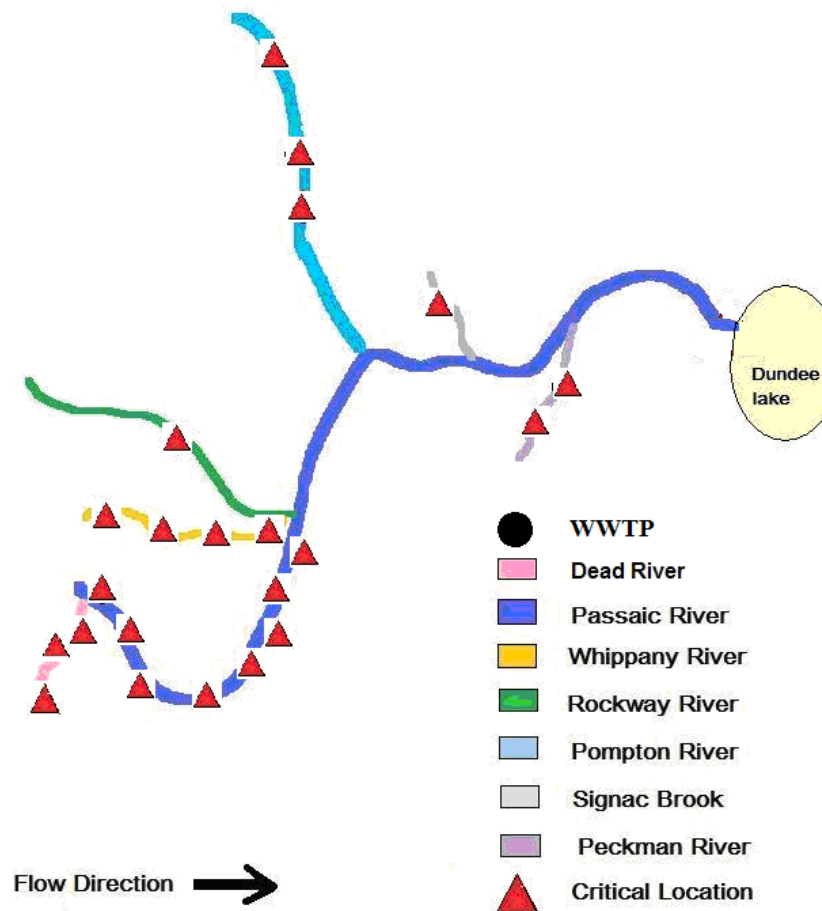 Dundee
lake
WWTP
Dead River
Passaic River
Whippany River
Rockway River
Pompton River
Signac Brook
Peckman River
Flow Direction
Critical Location